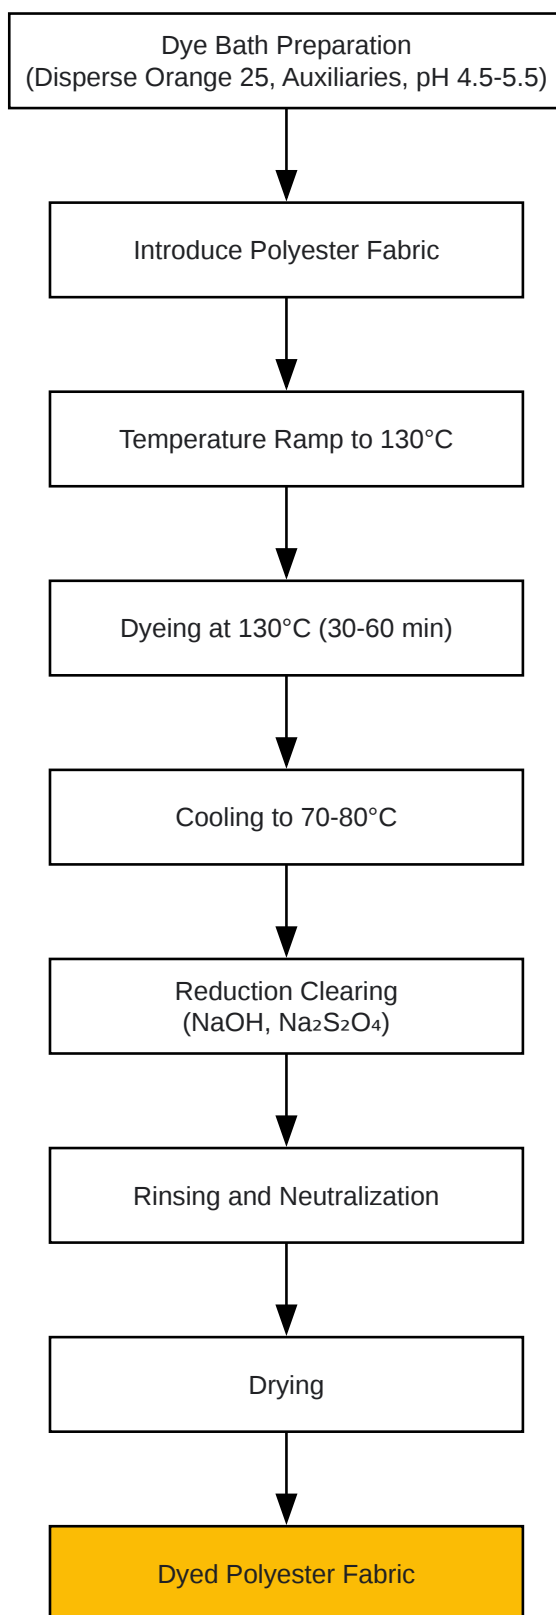 Dye Bath Preparation
(Disperse Orange 25, Auxiliaries, pH 4.5-5.5)
Introduce Polyester Fabric
Temperature Ramp to 130°C
Dyeing at 130°C (30-60 min)
Cooling to 70-80°C
Reduction Clearing
(NaOH, Na₂S₂O₄)
Rinsing and Neutralization
Drying
Dyed Polyester Fabric